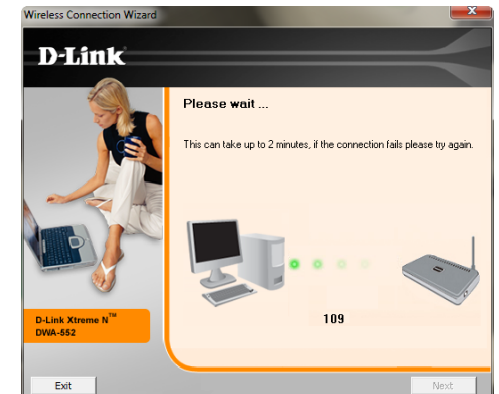 Wireless Connection Wizard
D-Link
Please wait ...
This can take up to 2 minutes, if the connection fails please try again.
109
D-Link Xtreme N™
DWA-552
Exit
Next